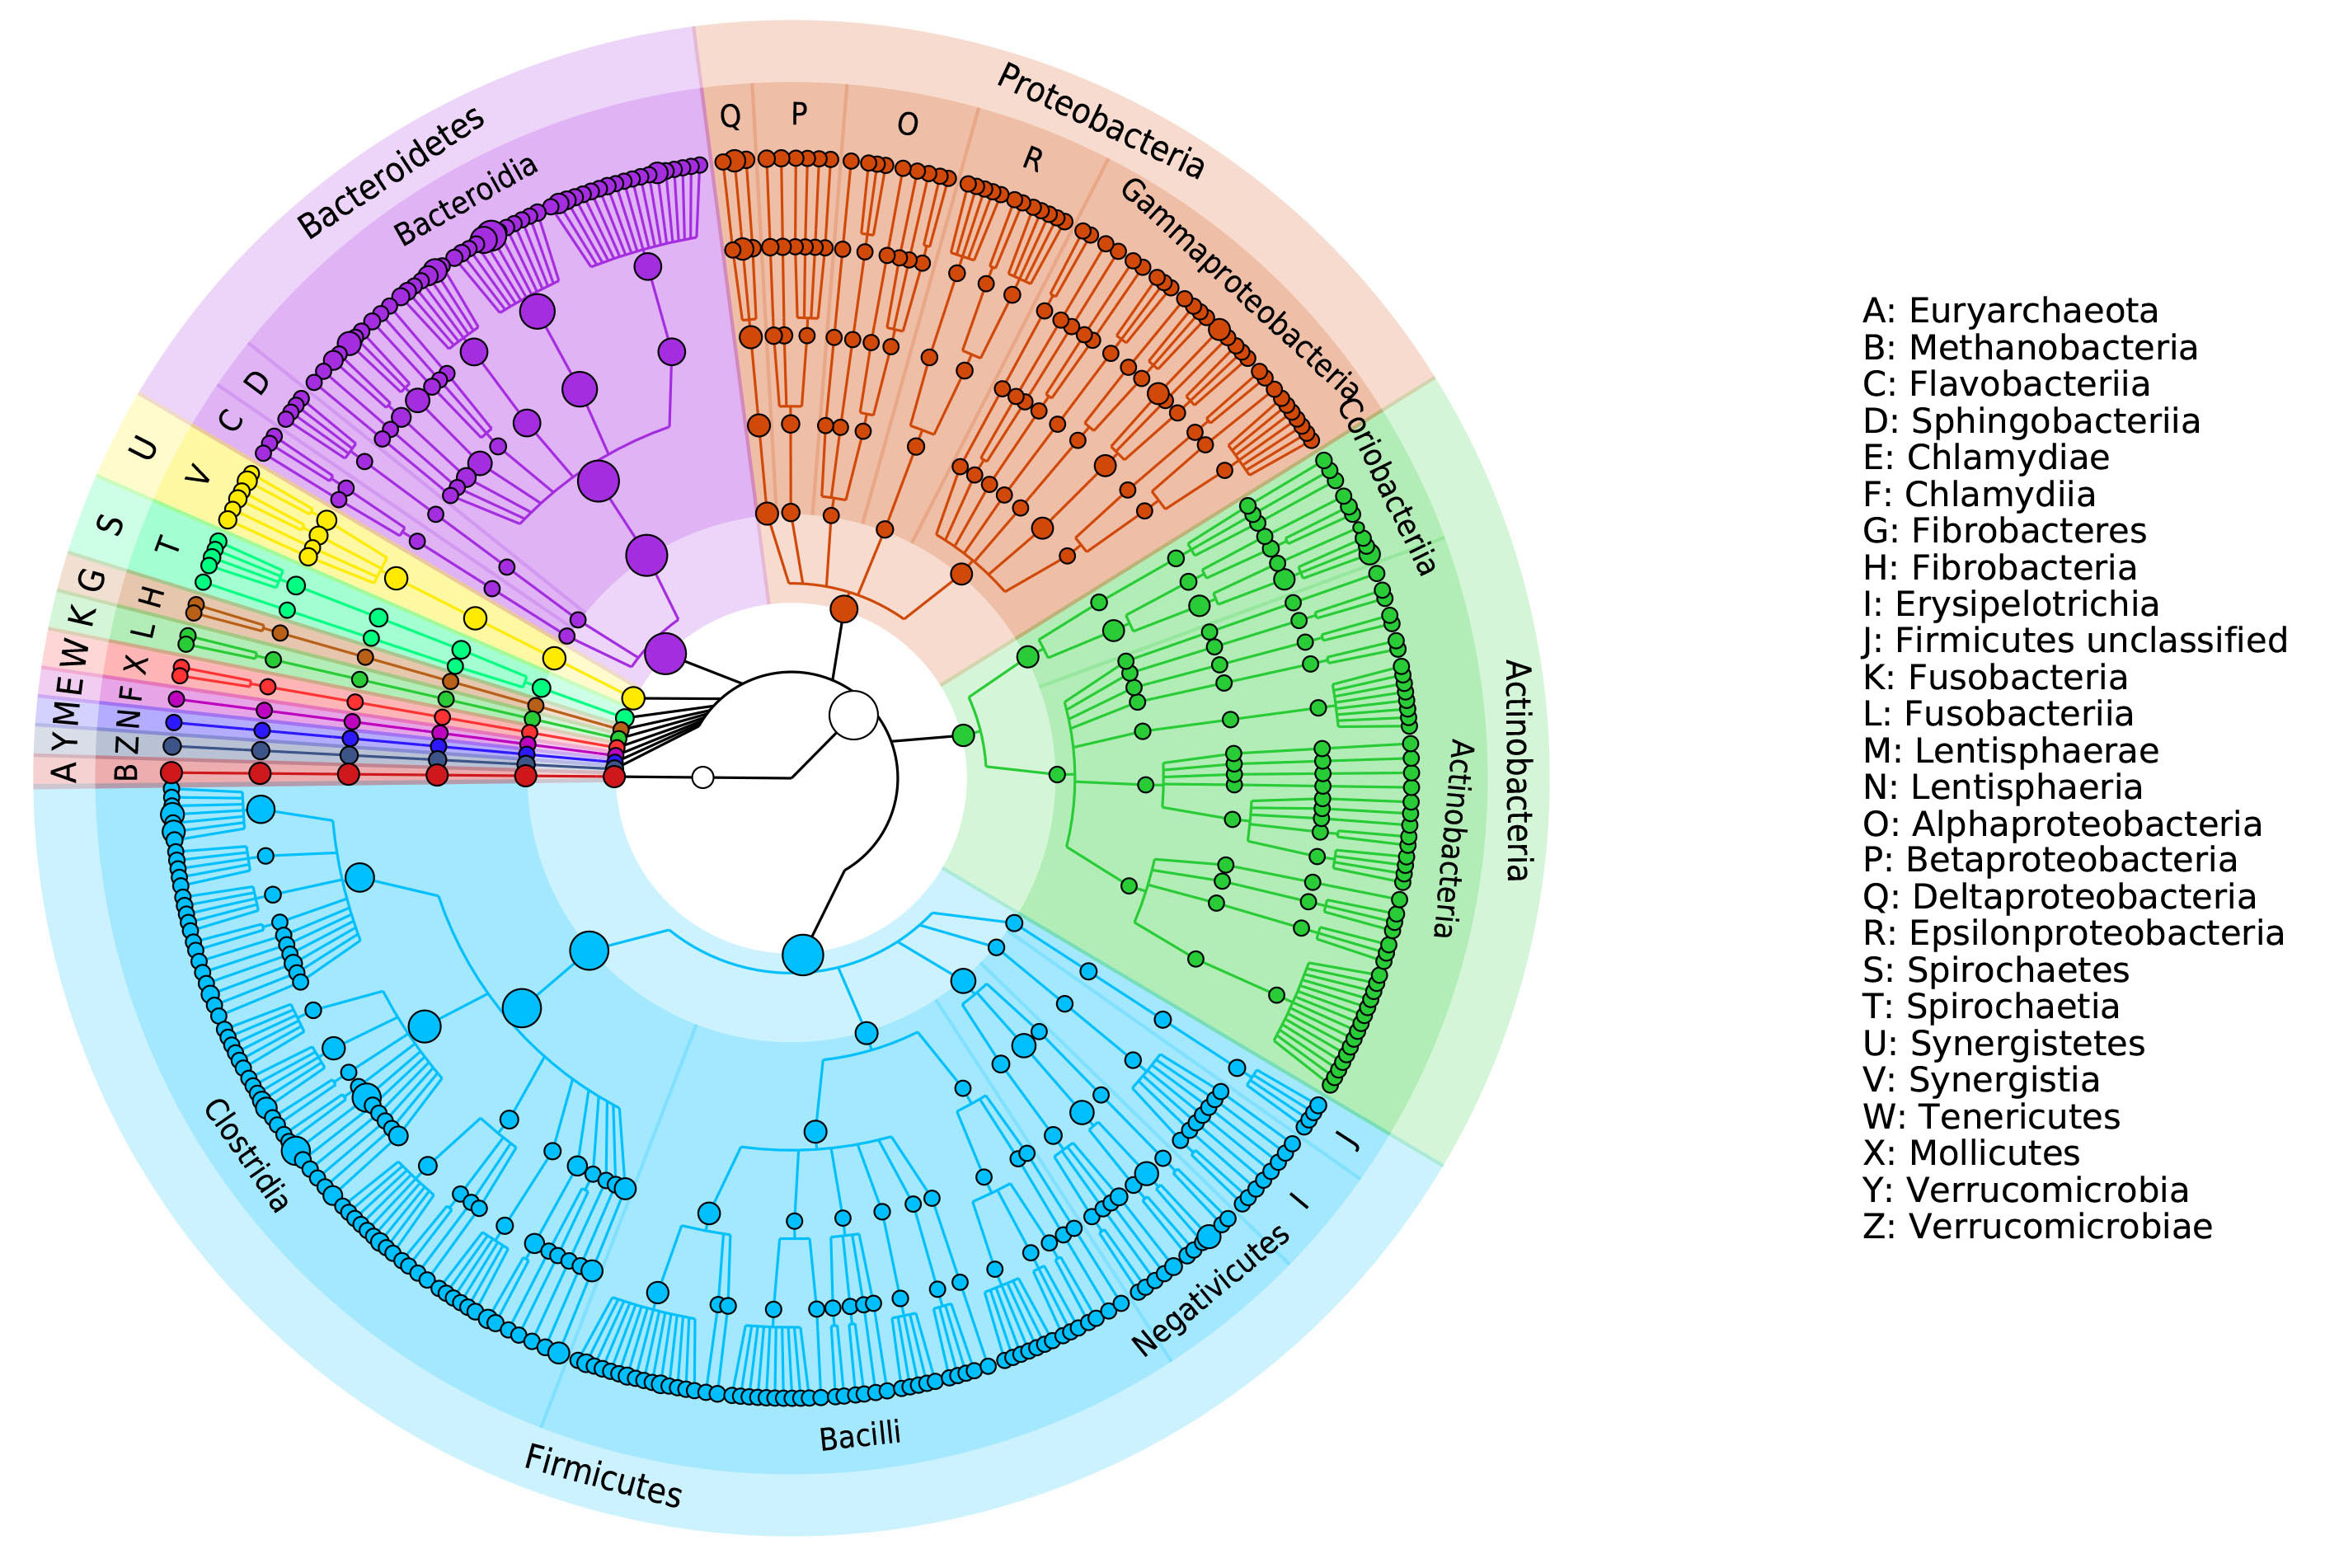 Bacteroidetes
Bacteroidia
Proteobacteria
Q
P
O
R
Gammaproteobacteria
Coriobacteriia
Actinobacteria
Actinobacteria
D
C
U
V
S
T
G
H
K
L
W
X
E
F
M
N
Y
Z
A
B
Clostridia
Firmicutes
Bacilli
Negativicutes
I
J
A: Euryarchaeota
B: Methanobacteria
C: Flavobacteriia
D: Sphingobacteriia
E: Chlamydiae
F: Chlamydiia
G: Fibrobacteres
H: Fibrobacteria
I: Erysipelotrichia
J: Firmicutes unclassified
K: Fusobacteria
L: Fusobacteriia
M: Lentisphaerae
N: Lentisphaeria
O: Alphaproteobacteria
P: Betaproteobacteria
Q: Deltaproteobacteria
R: Epsilonproteobacteria
S: Spirochaetes
T: Spirochaetia
U: Synergistetes
V: Synergistia
W: Tenericutes
X: Mollicutes
Y: Verrucomicrobia
Z: Verrucomicrobiae